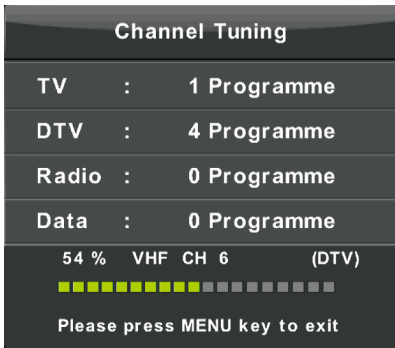 Channel Tuning
TV : 1 Programme
DTV : 4 Programme
Radio : 0 Programme
Data : 0 Programme
54 % VHF CH 6 (DTV)
Please press MENU key to exit